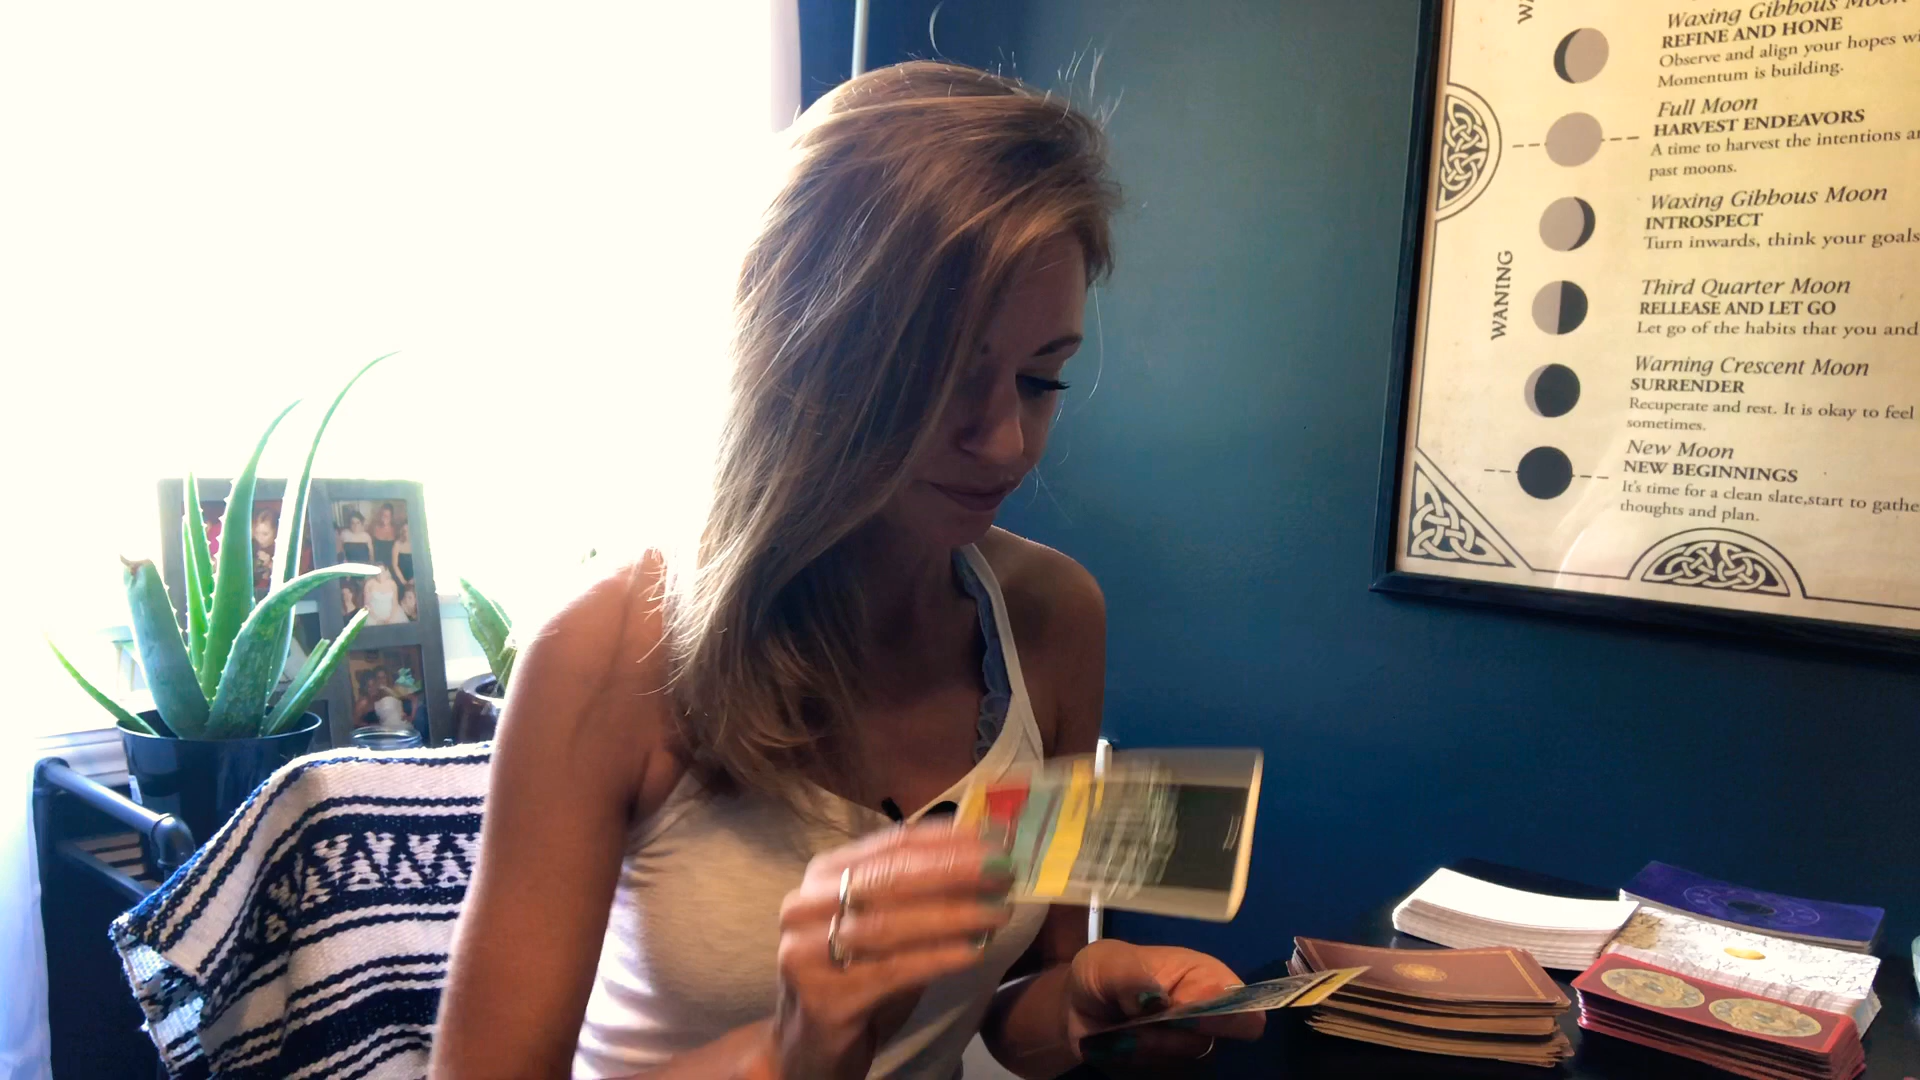 Waxing Gibbous Moon
REFINE AND HONE
Observe and align your hopes
Momentum is building.
Full Moon
HARVEST ENDEAVORS
A time to harvest the intentions
past moons.
Waxing Gibbous Moon
INTROSPECT
Turn inwards, think your goals
WANING
Third Quarter Moon
RELLEASE AND LET GO
Let go of the habits that you and
Warning Crescent Moon
SURRENDER
Recuperate and rest. It is okay to feel
sometimes.
New Moon
NEW BEGINNINGS
It's time for a clean slate,start to
thoughts and plan.